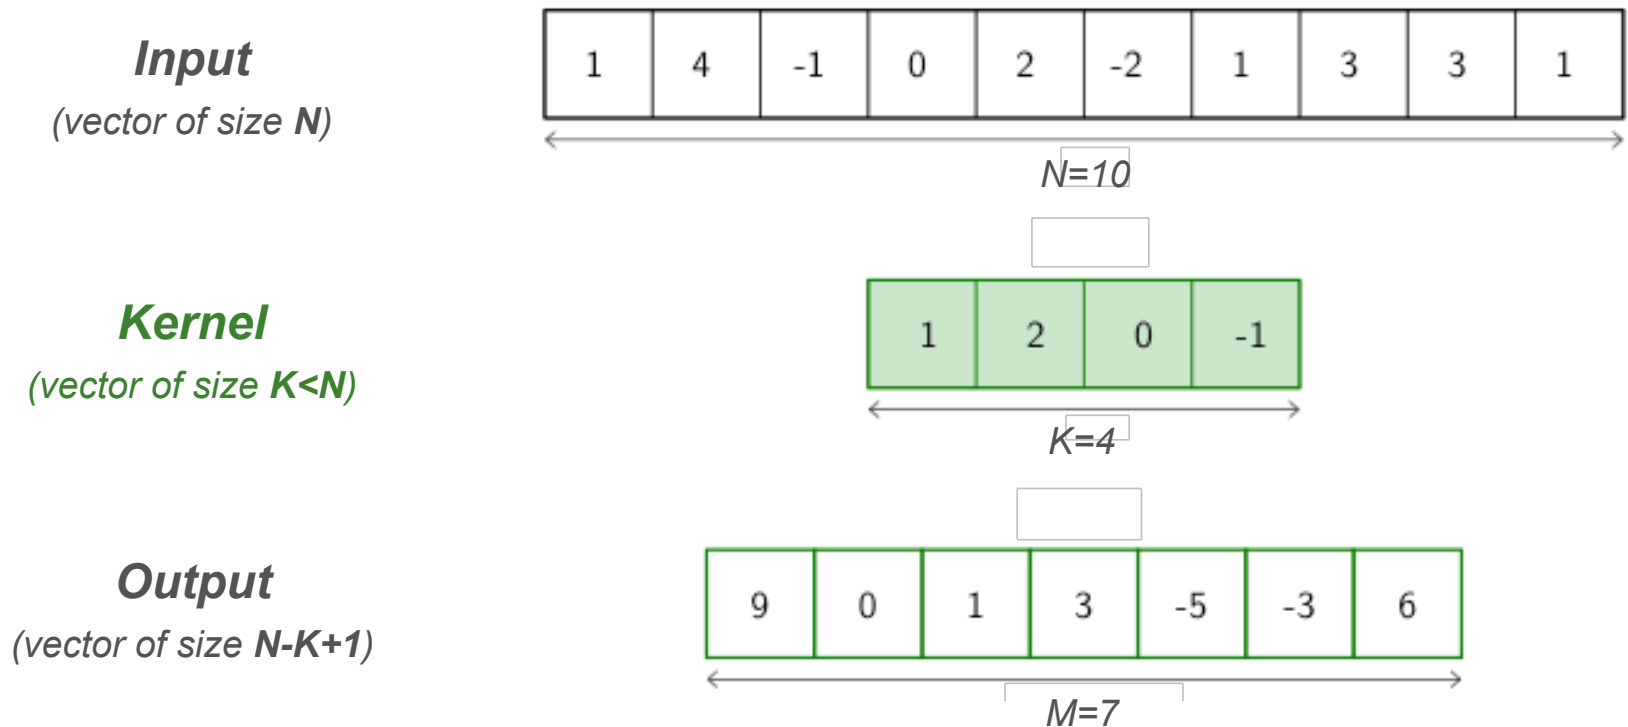 Input
(vector of size N)
1 4 -1 0 2 -2 1 3 3 1
N=10
Kernel
(vector of size K<N)
1 2 0 -1
K=4
Output
(vector of size N-K+1)
9 0 1 3 -5 -3 6
M=7